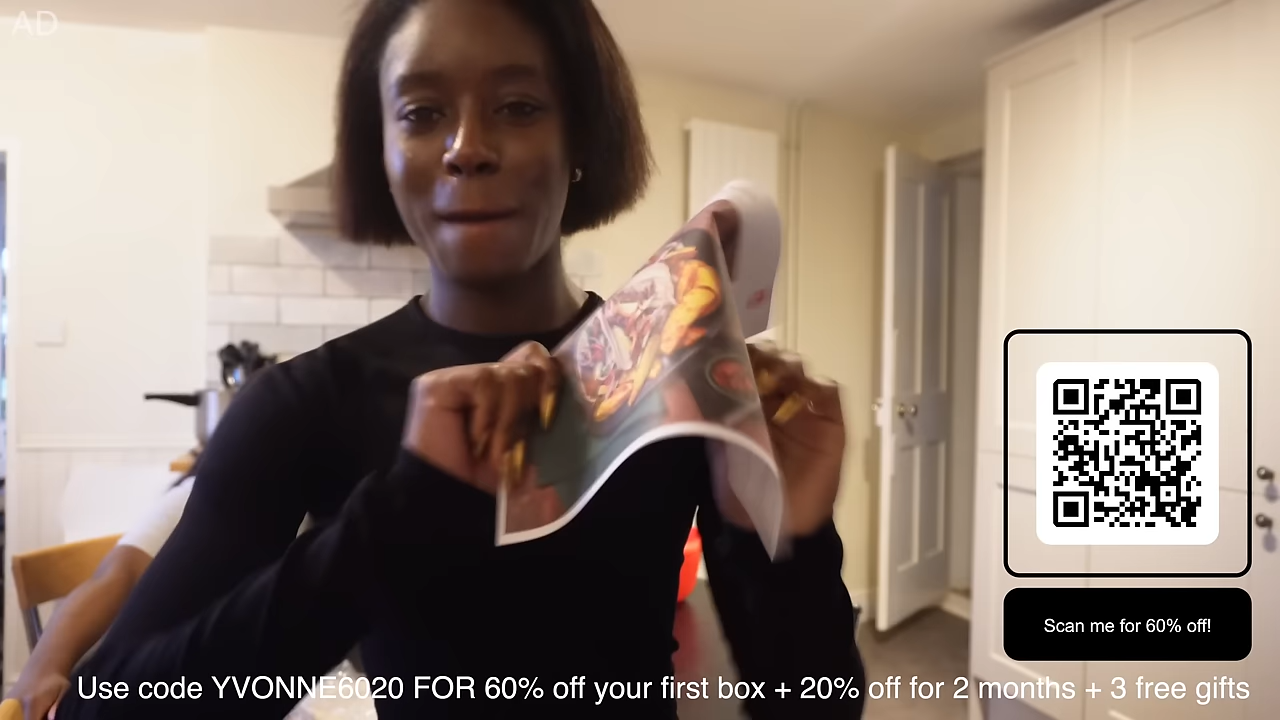 AD
Scan me for 60% off!
Use code YVONNE6020 FOR 60% off your first box + 20% off for 2 months + 3 free gifts